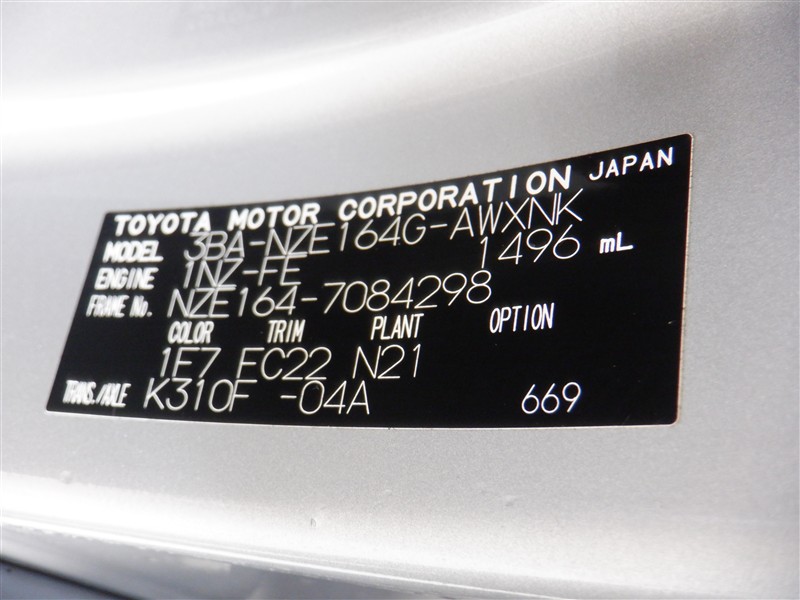 TOYOTA MOTOR CORPORATION JAPAN
MODEL 3BA-NZE164G-AWXNK
ENGINE 1NZ-FE 1496 mL
FRAME No. NZE164-7084298
COLOR TRIM PLANT OPTION
1F7 FC22 N21
TRANS./AXLE K310F -04A 669